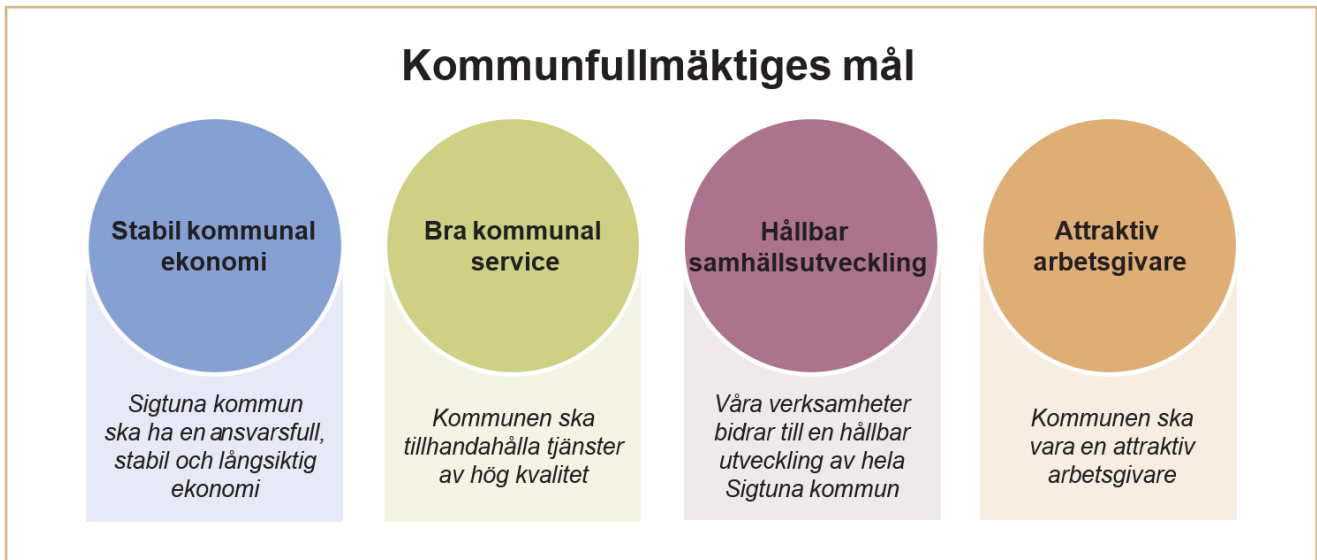 Kommunfullmäktiges mål
Stabil kommunal
ekonomi
Sigtuna kommun
ska ha en ansvarsfull,
stabil och långsiktig
ekonomi
Bra kommunal
service
Kommunen ska
tillhandahålla tjänster
av hög kvalitet
Hållbar
samhällsutveckling
Våra verksamheter
bidrar till en hållbar
utveckling av hela
Sigtuna kommun
Attraktiv
arbetsgivare
Kommunen ska
vara en attraktiv
arbetsgivare